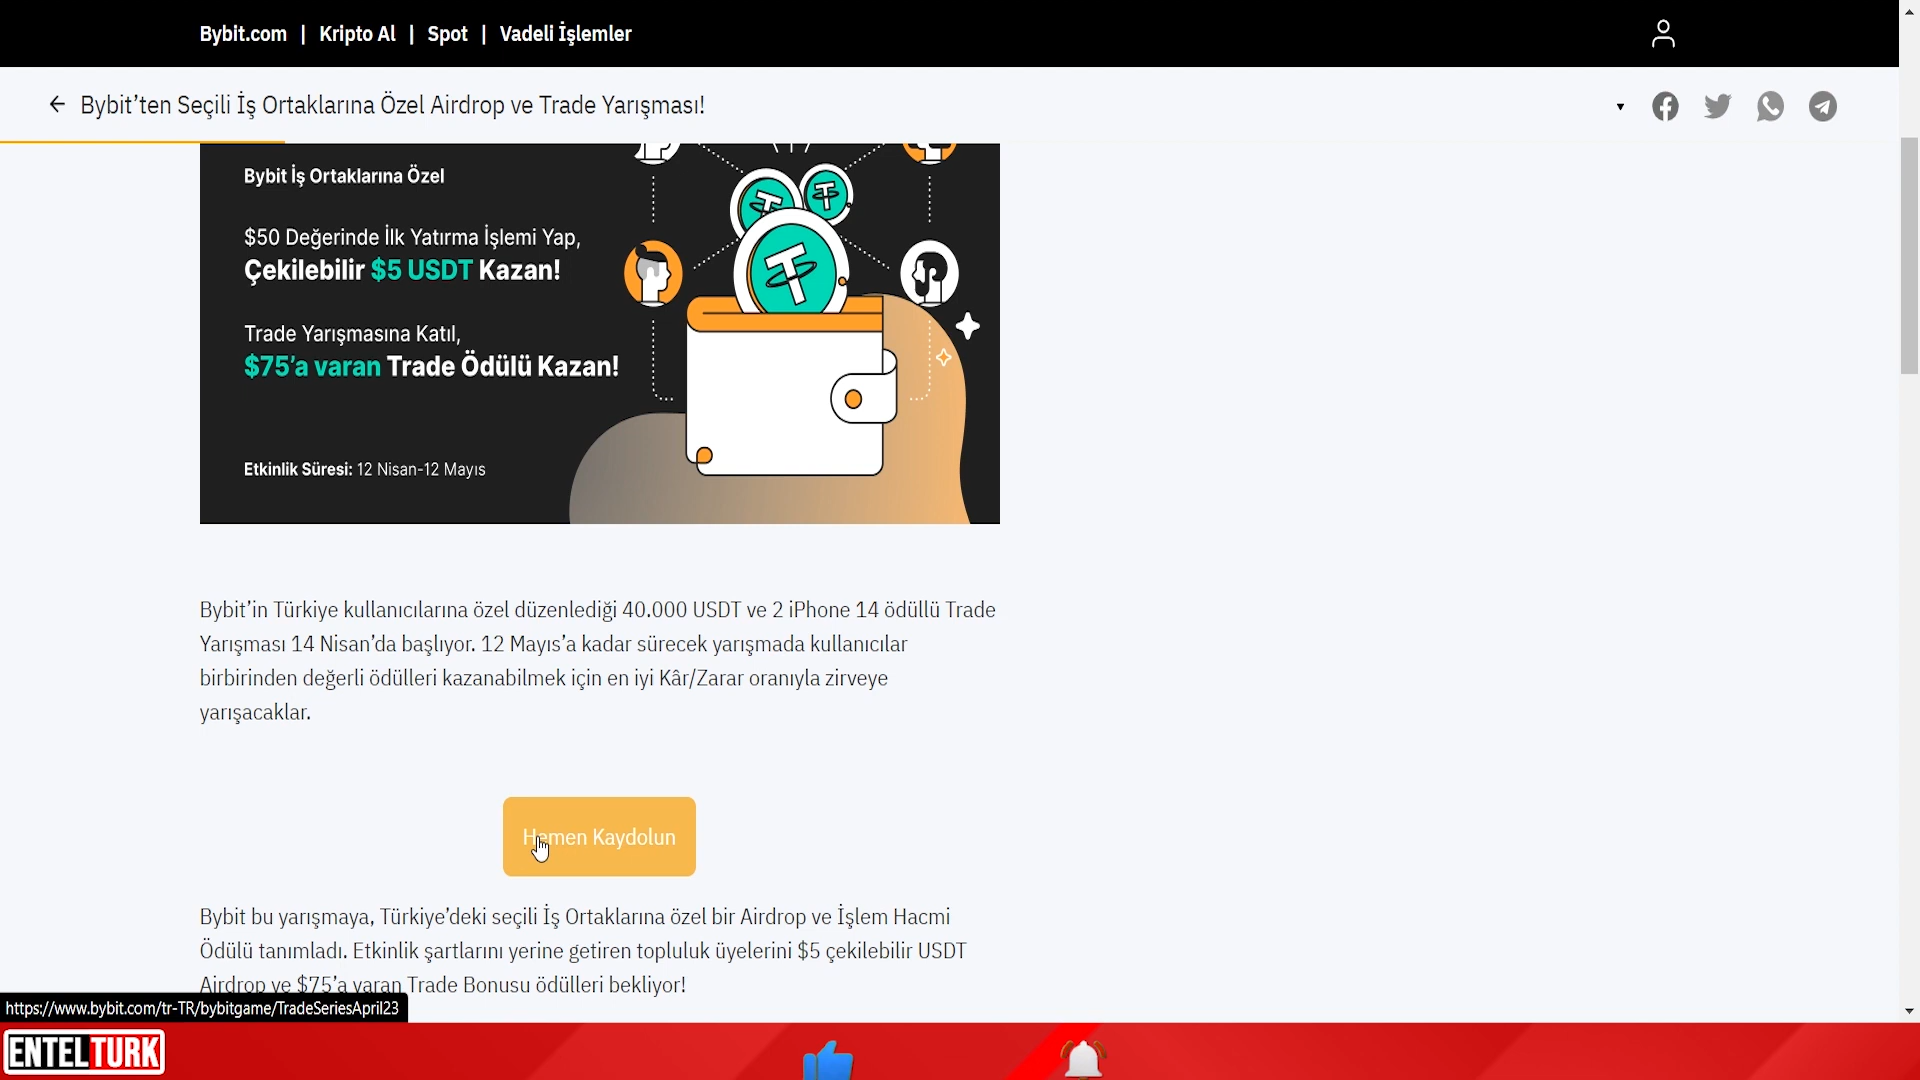 Bybit.com | Kripto Al | Spot | Vadeli İşlemler
← Bybit'ten Seçili İş Ortaklarına Özel Airdrop ve Trade Yarışması!
Bybit İş Ortaklarına Özel
$50 Değerinde İlk Yatırma İşlemi Yap,
Çekilebilir $5 USDT Kazan!
Trade Yarışmasına Katıl,
$75'a varan Trade Ödülü Kazan!
Etkinlik Süresi: 12 Nisan-12 Mayıs
Bybit'in Türkiye kullanıcılarına özel düzenlediği 40.000 USDT ve 2 iPhone 14 ödüllü Trade
Yarışması 14 Nisan'da başlıyor. 12 Mayıs'a kadar sürecek yarışmada kullanıcılar
birbirinden değerli ödülleri kazanabilmek için en iyi Kâr/Zarar oranıyla zirveye
yarışacaklar.
Hemen Kaydolun
Bybit bu yarışmaya, Türkiye'deki seçili İş Ortaklarına özel bir Airdrop ve İşlem Hacmi
Ödülü tanımladı. Etkinlik şartlarını yerine getiren topluluk üyelerini $5 çekilebilir USDT
Airdrop ve $75'a varan Trade Bonusu ödülleri bekliyor!
https://www.bybit.com/tr-TR/bybitgame/TradeSeriesApril23
ENTELTURK